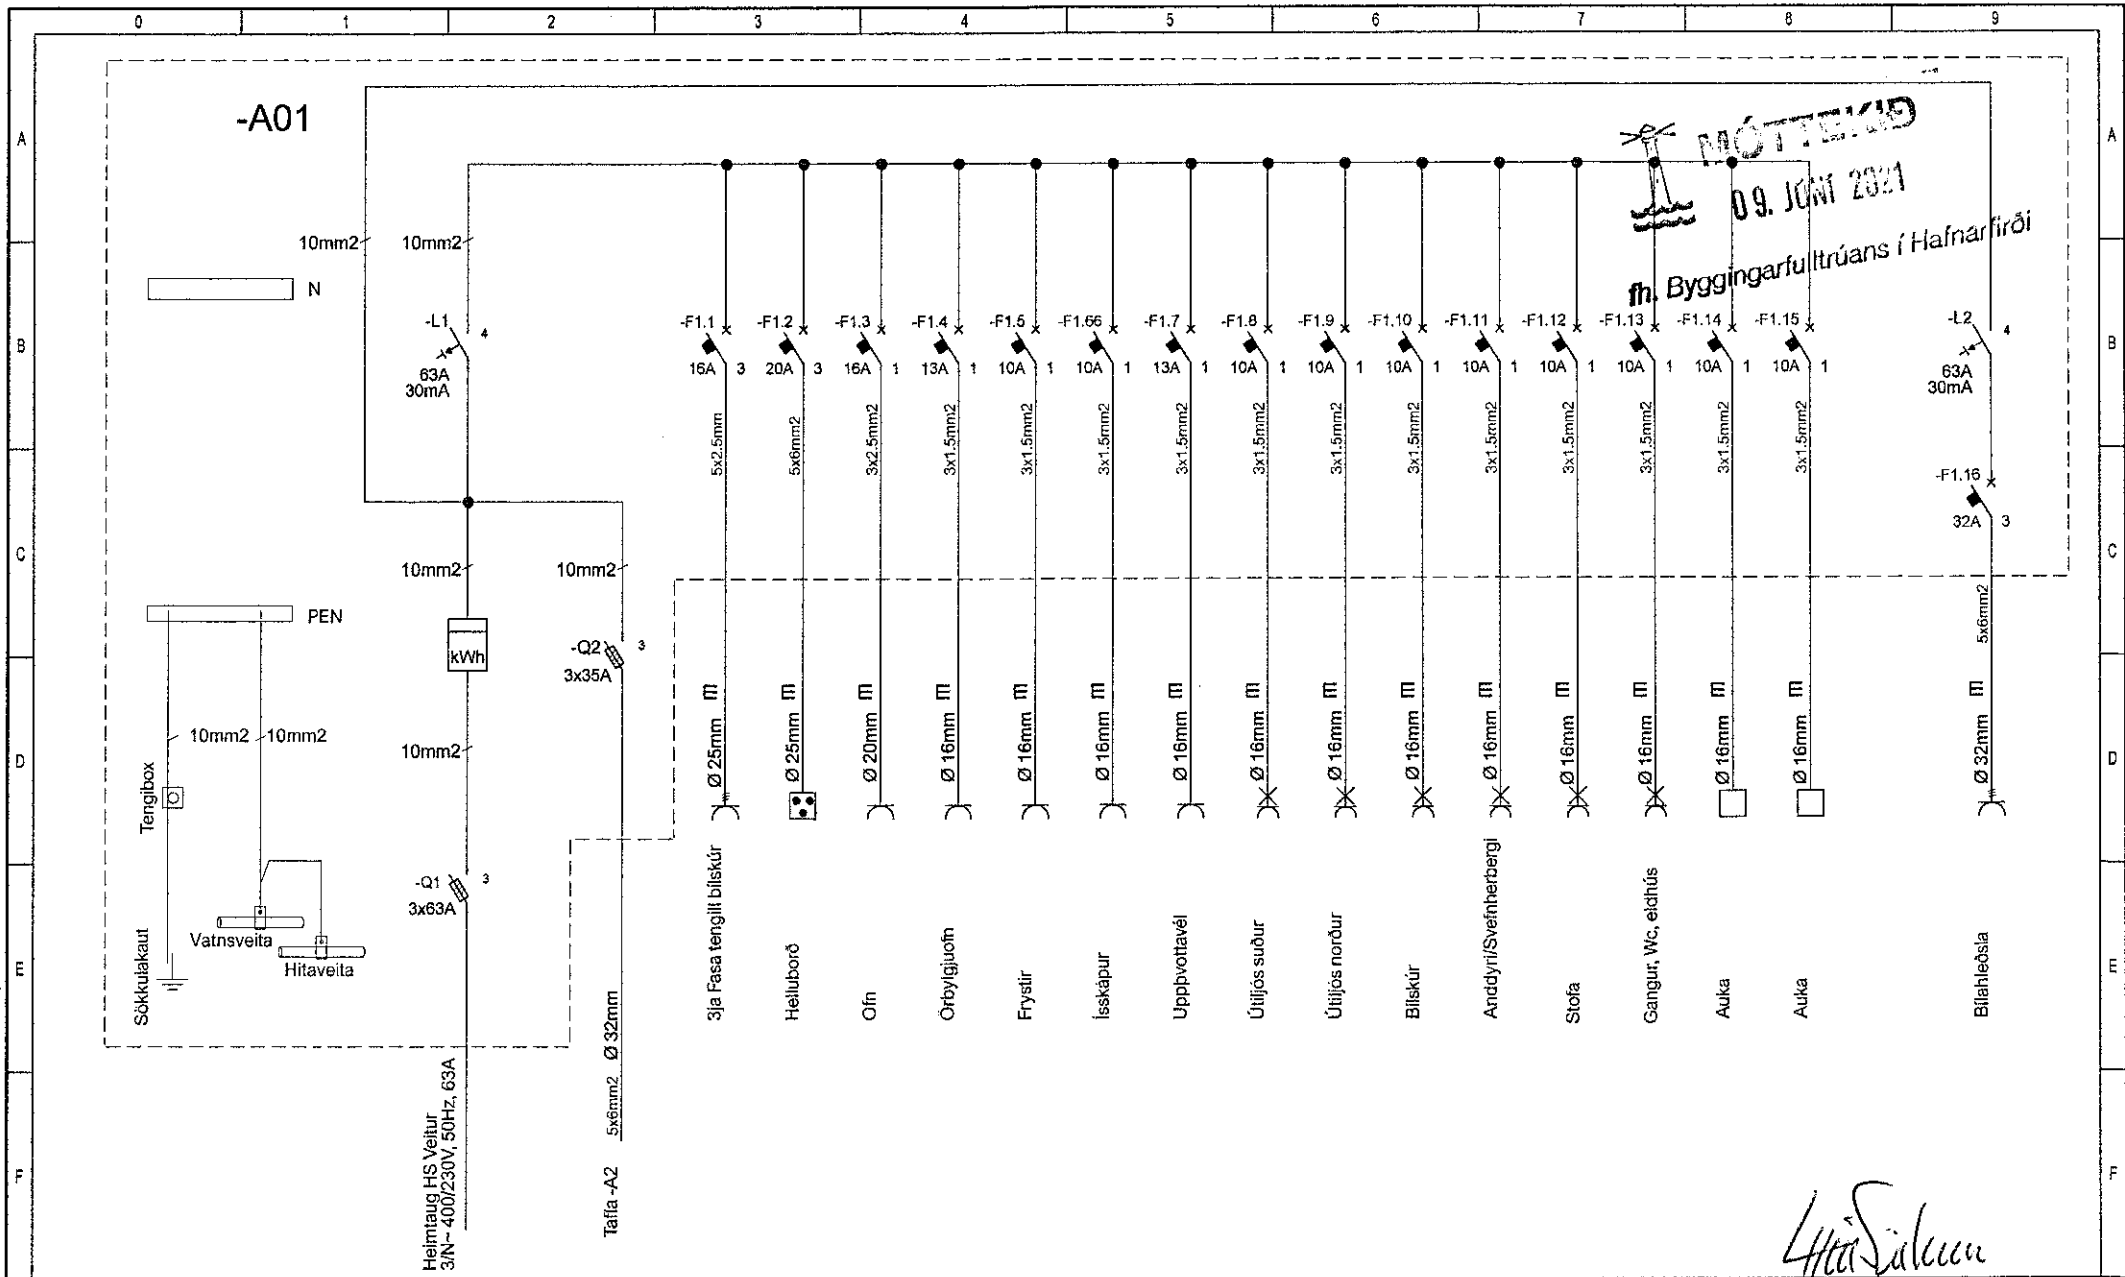 0 1 2 3 4 5 6 7 8 9
A A
-A01
MÓTTEKIÐ
09. JÚNÍ 2021
fh. Byggingarfulltrúans í Hafnarfirði
10mm2 10mm2
N
B B
-L1 4
63A
30mA
-F1.1 -F1.2 -F1.3 -F1.4 -F1.5 -F1.66 -F1.7 -F1.8 -F1.9 -F1.10 -F1.11 -F1.12 -F1.13 -F1.14 -F1.15
16A 3 20A 3 16A 1 13A 1 10A 1 10A 1 13A 1 10A 1 10A 1 10A 1 10A 1 10A 1 10A 1 10A 1 10A 1
-L2 4
63A
30mA
5x2.5mm 5x6mm2 3x2.5mm2 3x1.5mm2 3x1.5mm2 3x1.5mm2 3x1.5mm2 3x1.5mm2 3x1.5mm2 3x1.5mm2 3x1.5mm2 3x1.5mm2 3x1.5mm2 3x1.5mm2 3x1.5mm2
-F1.16
32A 3
C C
10mm2 10mm2
5x6mm2
PEN
kWh
-Q2 3
3x35A
10mm2 10mm2 10mm2
D D
Ø 25mm E Ø 25mm E Ø 20mm E Ø 16mm E Ø 16mm E Ø 16mm E Ø 16mm E Ø 16mm E Ø 16mm E Ø 16mm E Ø 16mm E Ø 16mm E Ø 16mm E Ø 16mm E Ø 16mm E Ø 32mm E
Tengibox
-Q1 3
3x63A
Vatnsveita
Hitaveita
Sökkulskaut
E E
3ja Fasa tengill bílskúr
Helluborð
Ofn
Örbylgjuofn
Frystir
Ísskápur
Uppþvottavél
Útiljós suður
Útiljós norður
Bílskúr
Anddyri/Svefnherbergi
Stofa
Gangur, Wc, eldhús
Auka
Auka
Bílahleðsla
Heimtaug HS Veitur
3/N~ 400/230V, 50Hz, 63A
Tafla -A2 5x6mm2 Ø 32mm
F F